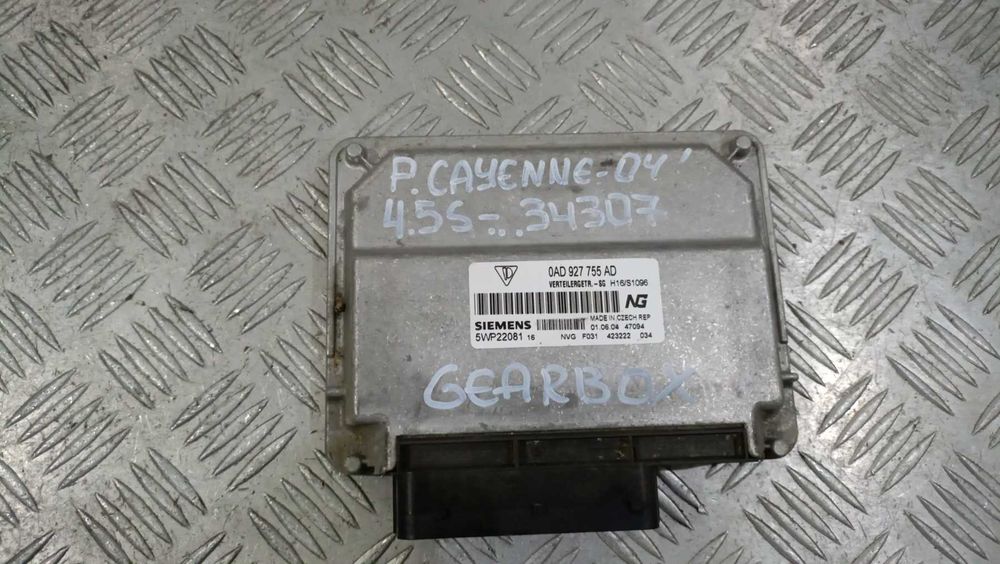 P. CAYENNE-04'
4.5S-... 34307
0AD 927 755 AD
VERTEILERGETR.-SG H16/S1096
NG
MADE IN CZECH REP
SIEMENS 01.06.04 47094
5WP22081 16 NVG F031 423222 034
GEARBOX